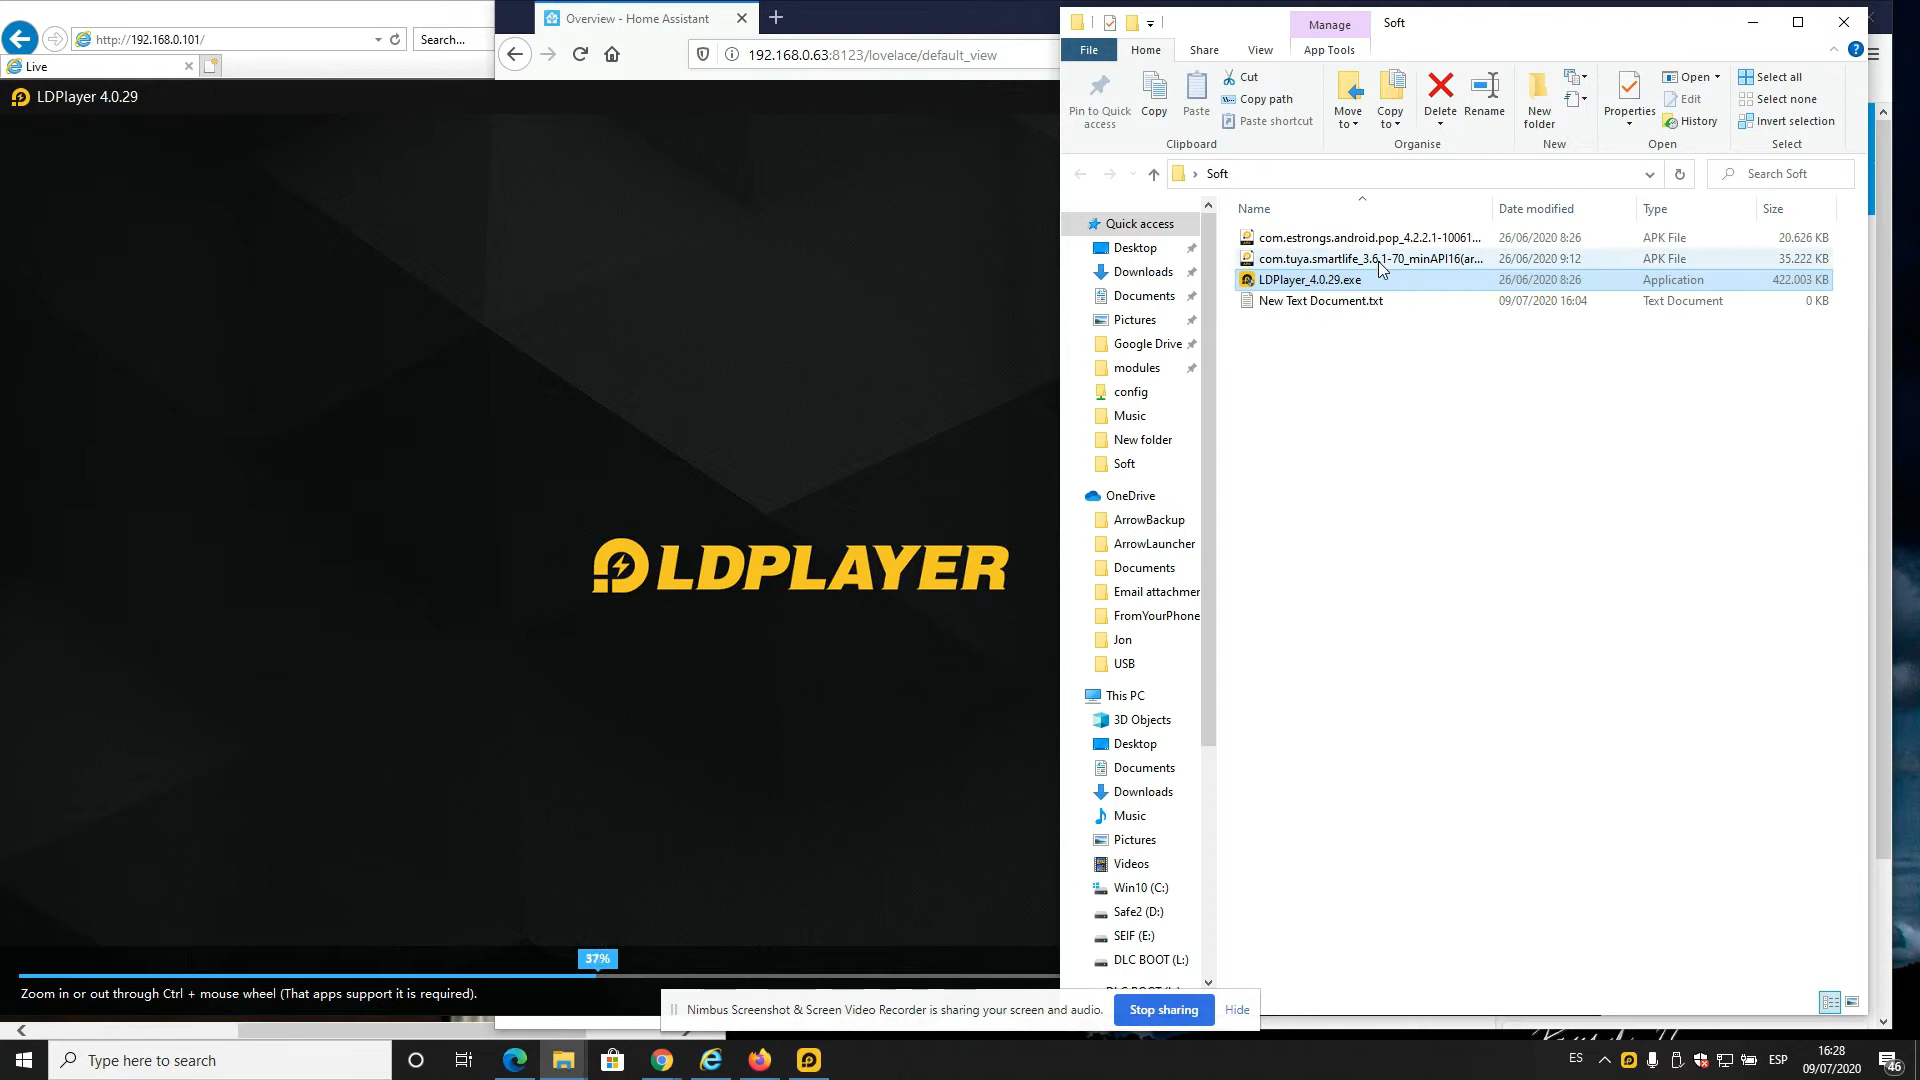 http://192.168.0.101/
Search...
Live
Overview - Home Assistant
192.168.0.63:8123/lovelace/default_view
LDPlayer 4.0.29
LDPLAYER
37%
Zoom in or out through Ctrl + mouse wheel (That apps support it is required).
Manage
Soft
File
Home
Share
View
App Tools
Pin to Quick access
Copy
Paste
Cut
Copy path
Paste shortcut
Clipboard
Move to
Copy to
Delete
Rename
Organise
New folder
New
Properties
Open
Edit
History
Open
Select all
Select none
Invert selection
Select
Soft
Search Soft
Name
Date modified
Type
Size
com.estrongs.android.pop_4.2.2.1-10061... 26/06/2020 8:26 APK File 20.626 KB
com.tuya.smartlife_3.6.1-70_minAPI16(ar... 26/06/2020 9:12 APK File 35.222 KB
LDPlayer_4.0.29.exe 26/06/2020 8:26 Application 422.003 KB
New Text Document.txt 09/07/2020 16:04 Text Document 0 KB
Quick access
Desktop
Downloads
Documents
Pictures
Google Drive
modules
config
Music
New folder
Soft
OneDrive
ArrowBackup
ArrowLauncher
Documents
Email attachmer
FromYourPhone
Jon
USB
This PC
3D Objects
Desktop
Documents
Downloads
Music
Pictures
Videos
Win10 (C:)
Safe2 (D:)
SEIF (E:)
DLC BOOT (L:)
Nimbus Screenshot & Screen Video Recorder is sharing your screen and audio.
Stop sharing
Hide
Type here to search
ES
ESP
16:28
09/07/2020
46